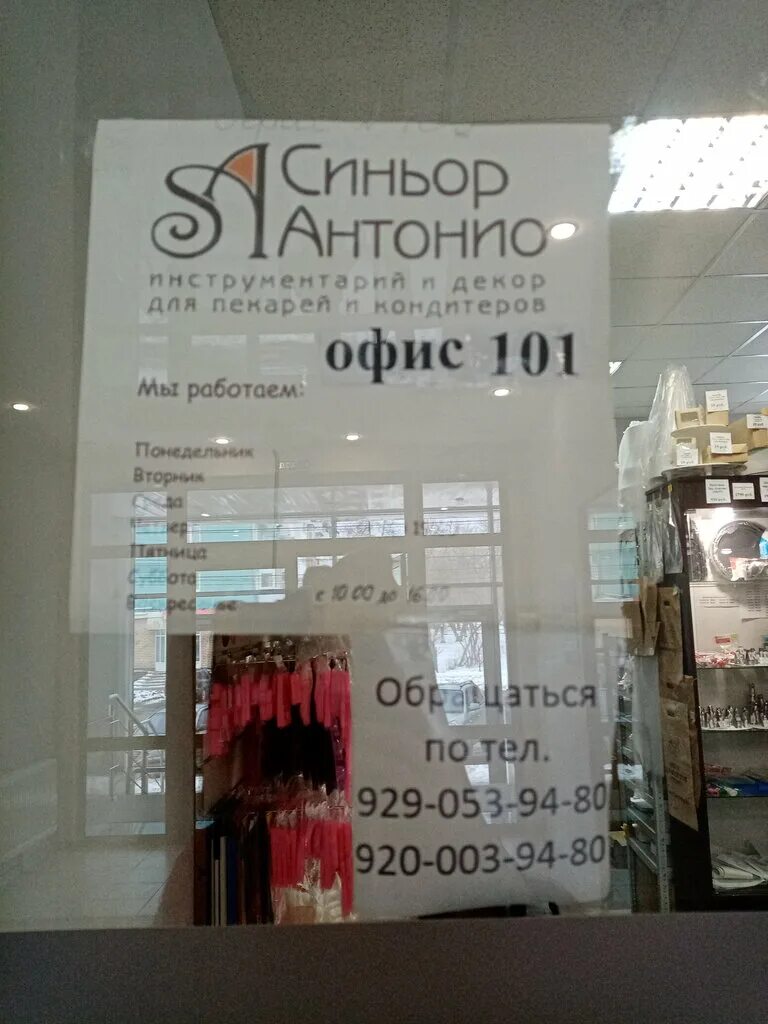 Синьор
Антонио
инструментарий и декор
для пекарей и кондитеров
офис 101
Мы работаем:
Понедельник
Вторник
Пятница
Суббота
с 10.00 до 16.00
Обращаться
по тел.
929-053-94-80
920-003-94-80